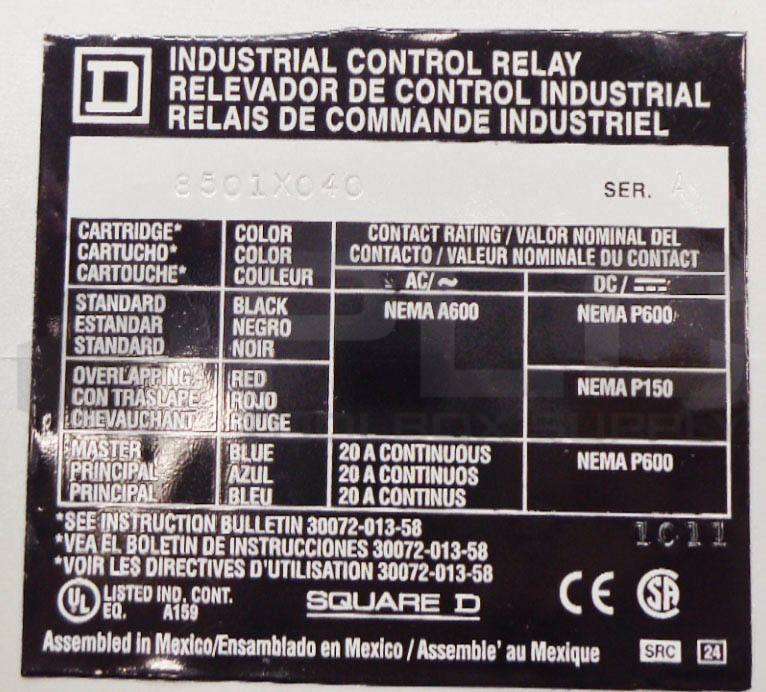 D INDUSTRIAL CONTROL RELAY
RELEVADOR DE CONTROL INDUSTRIAL
RELAIS DE COMMANDE INDUSTRIEL
8501XO40 SER. A
CARTRIDGE* COLOR CONTACT RATING / VALOR NOMINAL DEL
CARTUCHO* COLOR CONTACTO / VALEUR NOMINALE DU CONTACT
CARTOUCHE* COULEUR AC/~ DC/
STANDARD BLACK NEMA A600 NEMA P600
ESTANDAR NEGRO
STANDARD NOIR
OVERLAPPING RED NEMA P150
CON TRASLAPE ROJO
CHEVAUCHANT ROUGE
MASTER BLUE 20 A CONTINUOUS NEMA P600
PRINCIPAL AZUL 20 A CONTINUOS
PRINCIPAL BLEU 20 A CONTINUS
*SEE INSTRUCTION BULLETIN 30072-013-58 1011
*VEA EL BOLETIN DE INSTRUCCIONES 30072-013-58
*VOIR LES DIRECTIVES D'UTILISATION 30072-013-58
UL LISTED IND. CONT.
EQ. A159 SQUARE D CE SA
Assembled in Mexico/Ensamblado en Mexico / Assemble' au Mexique SRC 24